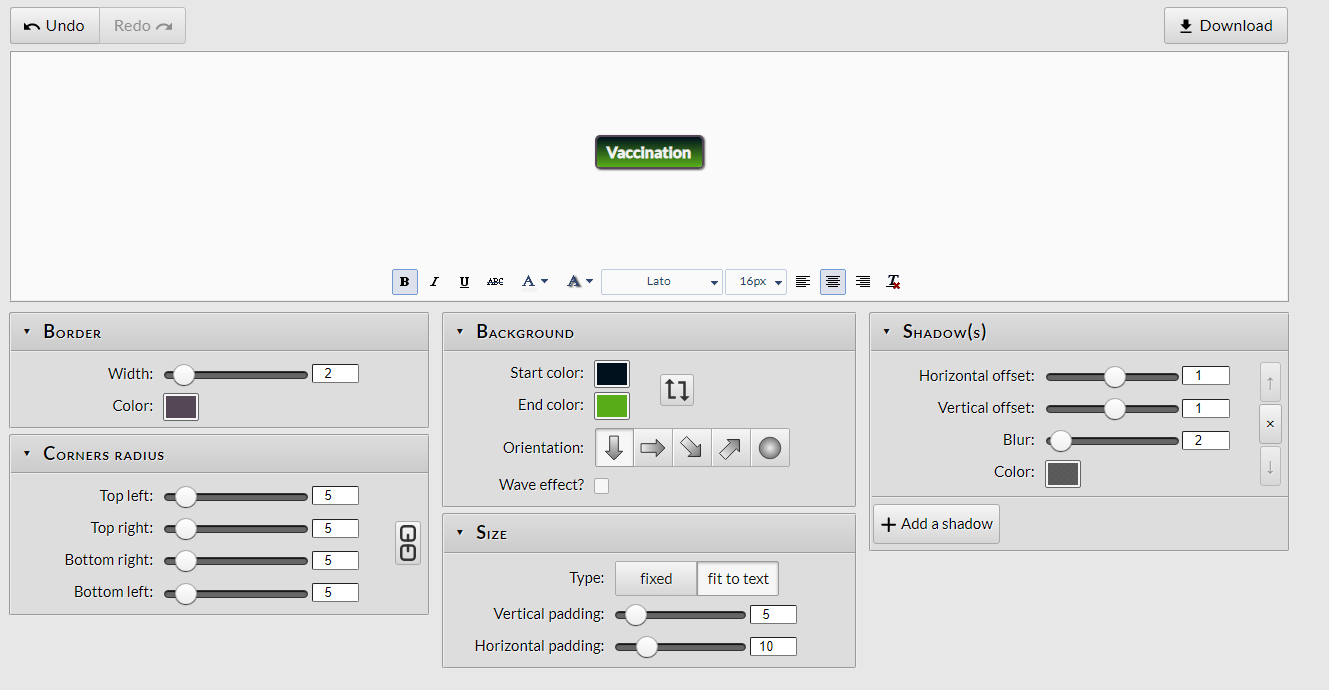 Undo
Redo
Download
Vaccination
B I U ABC A A Lato 16px T
Border
Width: 2
Color:
Corners radius
Top left: 5
Top right: 5
Bottom right: 5
Bottom left: 5
Background
Start color:
End color:
Orientation:
Wave effect?
Size
Type: fixed fit to text
Vertical padding: 5
Horizontal padding: 10
Shadow(s)
Horizontal offset: 1
Vertical offset: 1
Blur: 2
Color:
Add a shadow